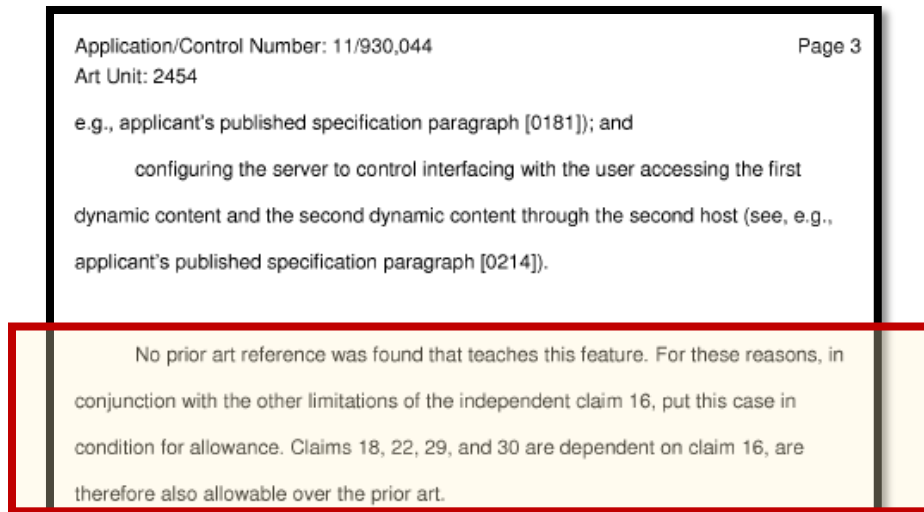 Application/Control Number: 11/930,044 Page 3
Art Unit: 2454
e.g., applicant's published specification paragraph [0181]); and
configuring the server to control interfacing with the user accessing the first
dynamic content and the second dynamic content through the second host (see, e.g.,
applicant's published specification paragraph [0214]).
No prior art reference was found that teaches this feature. For these reasons, in
conjunction with the other limitations of the independent claim 16, put this case in
condition for allowance. Claims 18, 22, 29, and 30 are dependent on claim 16, are
therefore also allowable over the prior art.